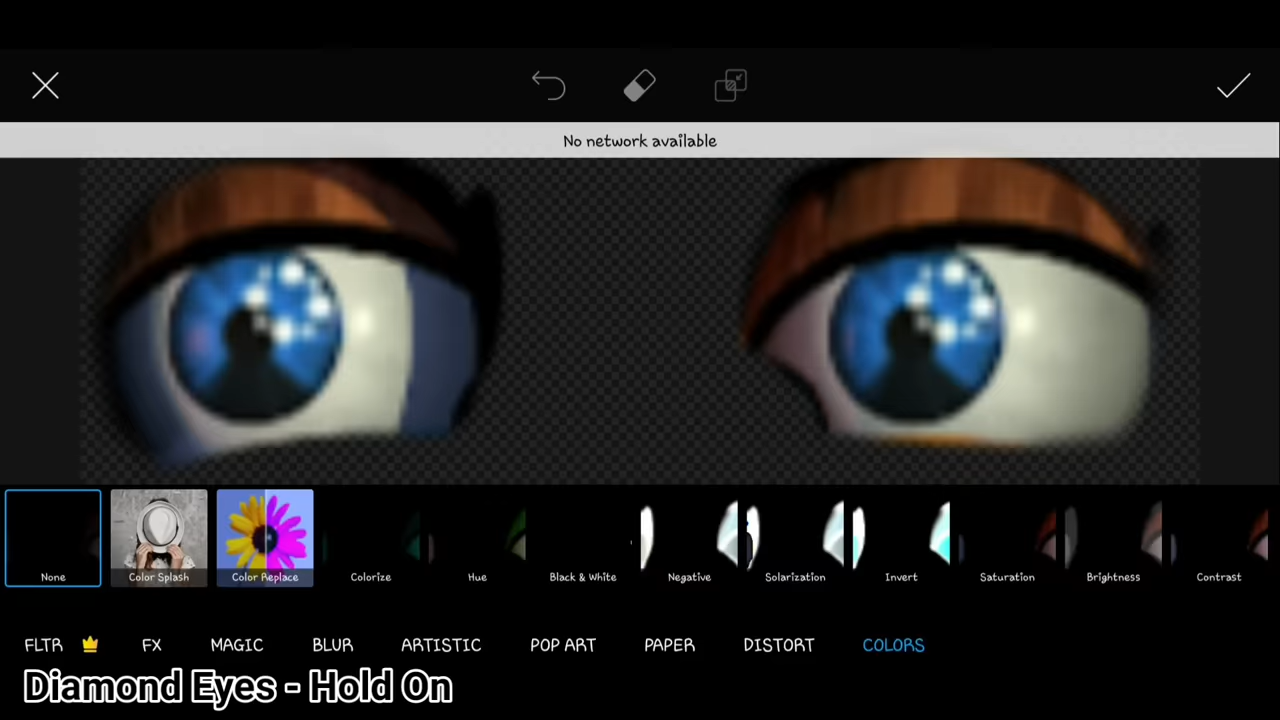 No network available
None
Color Splash
Color Replace
Colorize
Hue
Black & White
Negative
Solarization
Invert
Saturation
Brightness
Contrast
FLTR
FX
MAGIC
BLUR
ARTISTIC
POP ART
PAPER
DISTORT
COLORS
Diamond Eyes - Hold On